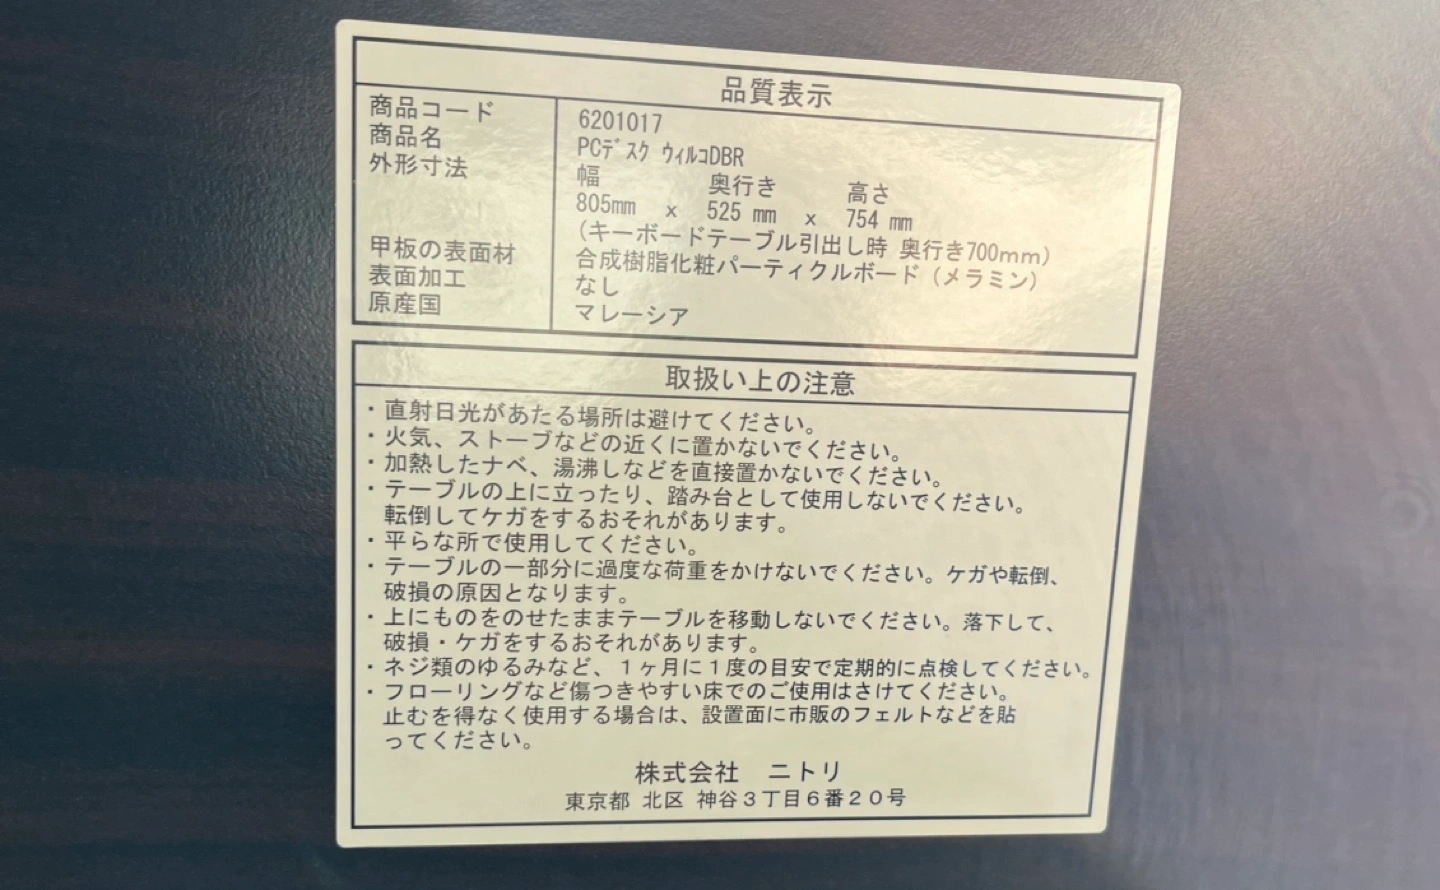 品質表示
商品コード 6201017
商品名 PCﾃﾞｽｸ ｳｨﾙｺDBR
外形寸法 幅 奥行き 高さ
805mm x 525 mm x 754 mm
(キーボードテーブル引出し時 奥行き700mm)
甲板の表面材 合成樹脂化粧パーティクルボード (メラミン)
表面加工 なし
原産国 マレーシア
取扱い上の注意
・直射日光があたる場所は避けてください。
・火気、ストーブなどの近くに置かないでください。
・加熱したナベ、湯沸しなどを直接置かないでください。
・テーブルの上に立ったり、踏み台として使用しないでください。
転倒してケガをするおそれがあります。
・平らな所で使用してください。
・テーブルの一部分に過度な荷重をかけないでください。ケガや転倒、
破損の原因となります。
・上にものをのせたままテーブルを移動しないでください。落下して、
破損・ケガをするおそれがあります。
・ネジ類のゆるみなど、1ヶ月に1度の目安で定期的に点検してください。
・フローリングなど傷つきやすい床でのご使用はさけてください。
止むを得なく使用する場合は、設置面に市販のフェルトなどを貼
ってください。
株式会社 ニトリ
東京都 北区 神谷3丁目6番20号